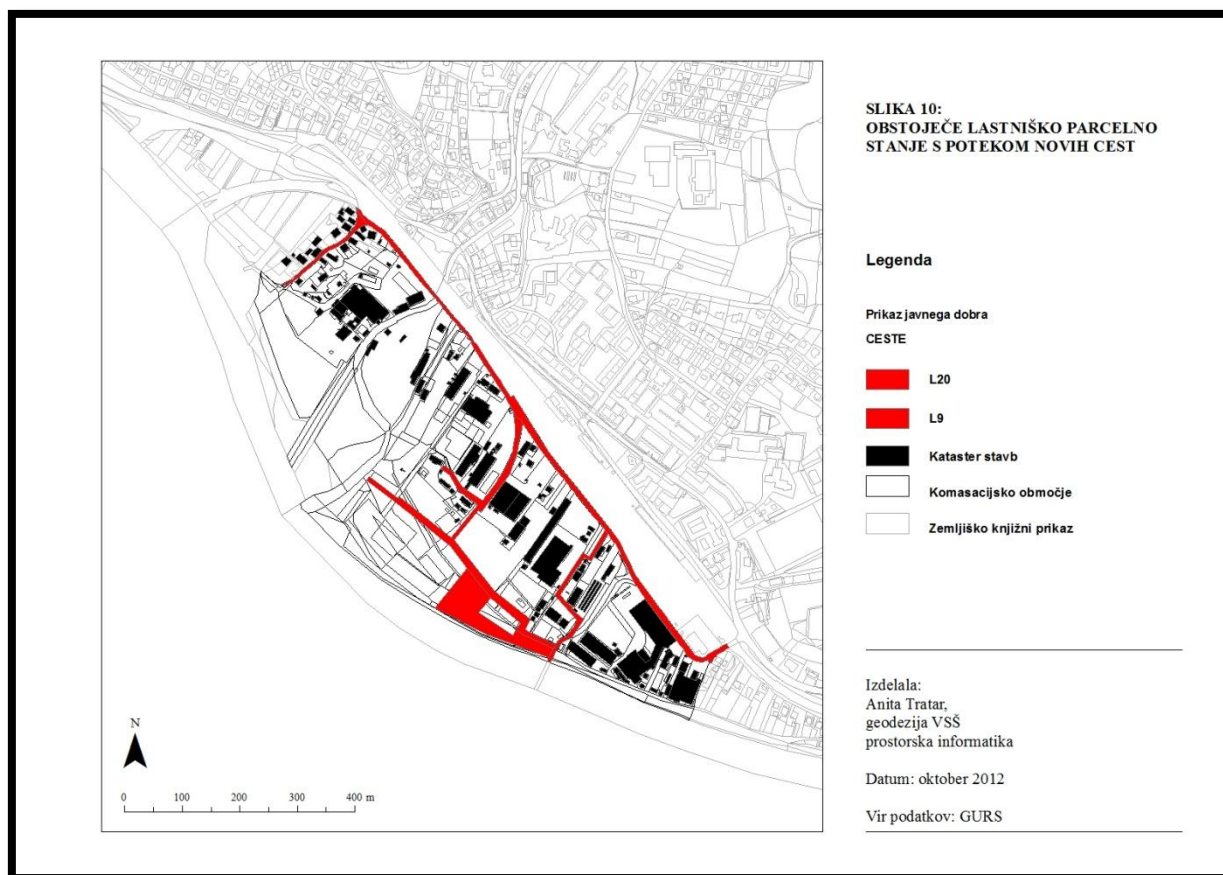 SLIKA 10:
OBSTOJEČE LASTNIŠKO PARCELNO
STANJE S POTEKOM NOVIH CEST
Legenda
Prikaz javnega dobra
CESTE
L20
L9
Kataster stavb
Komasacijsko območje
Zemljiško knjižni prikaz
Izdelala:
Anita Tratar,
geodezija VSŠ
prostorska informatika
Datum: oktober 2012
Vir podatkov: GURS
N
0 100 200 300 400 m